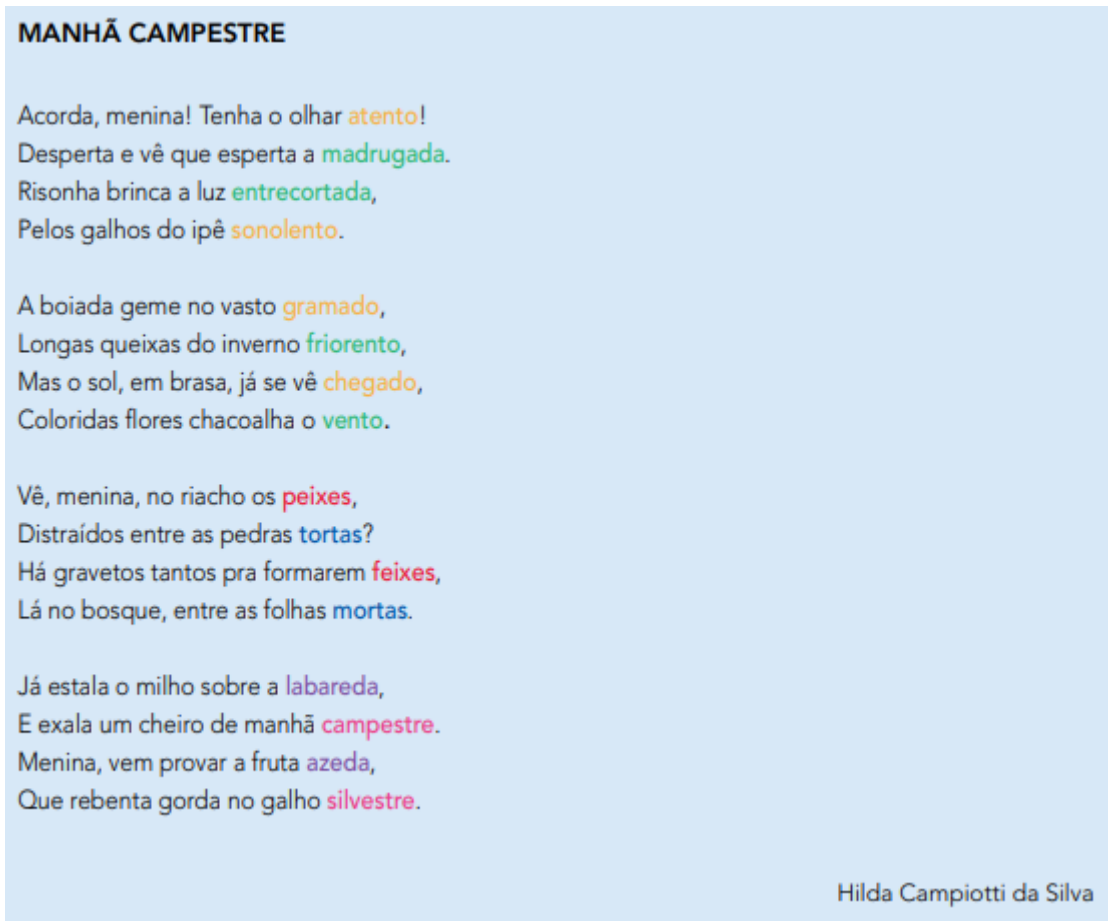 MANHÃ CAMPESTRE
Acorda, menina! Tenha o olhar atento!
Desperta e vê que esperta a madrugada.
Risonha brinca a luz entrecortada,
Pelos galhos do ipê sonolento.
A boiada geme no vasto gramado,
Longas queixas do inverno friorento,
Mas o sol, em brasa, já se vê chegado,
Coloridas flores chacoalha o vento.
Vê, menina, no riacho os peixes,
Distraídos entre as pedras tortas?
Há gravetos tantos pra formarem feixes,
Lá no bosque, entre as folhas mortas.
Já estala o milho sobre a labareda,
E exala um cheiro de manhã campestre.
Menina, vem provar a fruta azeda,
Que rebenta gorda no galho silvestre.
Hilda Campiotti da Silva